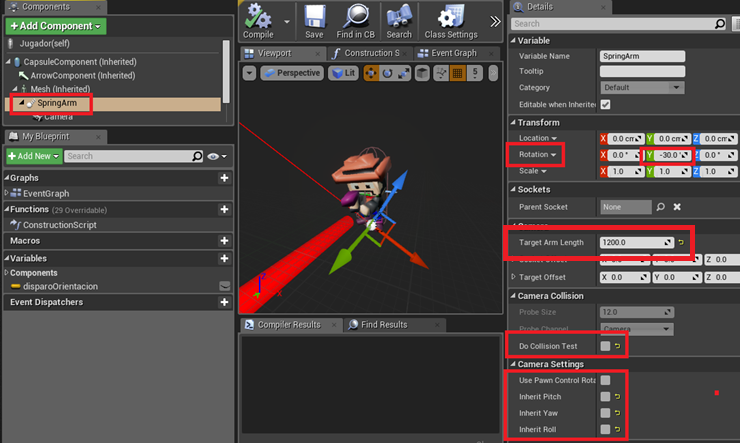 Components
+ Add Component
Search
Jugador(self)
CapsuleComponent (Inherited)
ArrowComponent (Inherited)
Mesh (Inherited)
SpringArm
Camera
My Blueprint
+ Add New
Search
Graphs
EventGraph
Functions (29 Overridable)
ConstructionScript
Macros
Variables
Components
disparoOrientacion
Event Dispatchers
Compile
Save
Find in CB
Search
Class Settings
Viewport
Construction S
Event Graph
Perspective
Lit
5
Compiler Results
Find Results
Details
Search
Variable
Variable Name SpringArm
Tooltip
Category Default
Editable when Inherited
Transform
Location X 0.0 cm Y 0.0 cm Z 0.0 cm
Rotation X 0.0 ° Y -30.0 ° Z 0.0 °
Scale X 1.0 Y 1.0 Z 1.0
Sockets
Parent Socket None
Target Arm Length 1200.0
Target Offset X 0.0 Y 0.0 Z 0.0
Camera Collision
Probe Size 12.0
Probe Channel Camera
Do Collision Test
Camera Settings
Use Pawn Control Rota
Inherit Pitch
Inherit Yaw
Inherit Roll